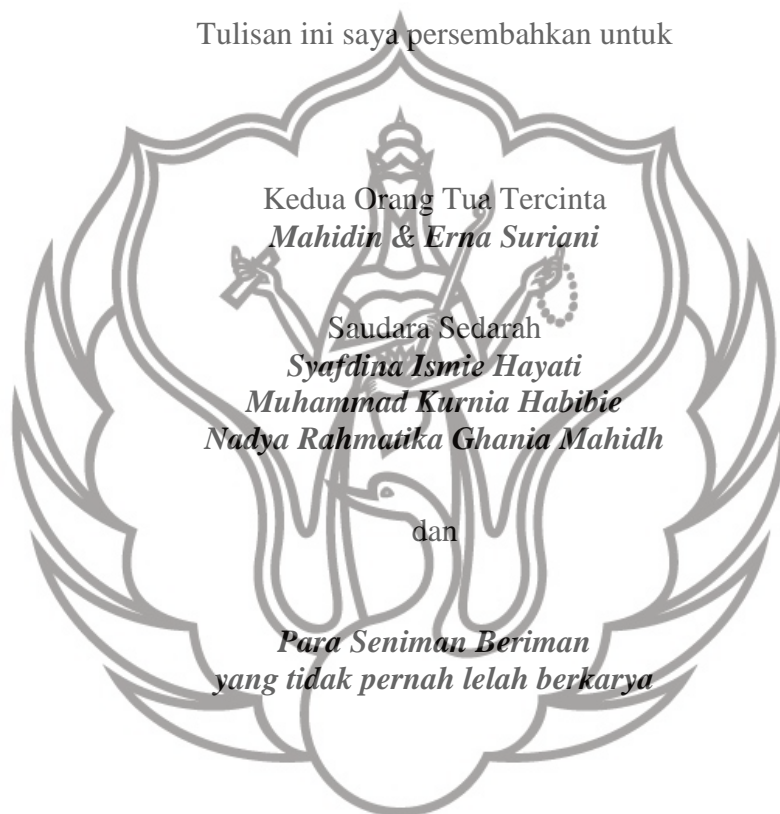 Tulisan ini saya persembahkan untuk
Kedua Orang Tua Tercinta
Mahidin & Erna Suriani
Saudara Sedarah
Syafdina Ismie Hayati
Muhammad Kurnia Habibie
Nadya Rahmatika Ghania Mahidh
dan
Para Seniman Beriman
yang tidak pernah lelah berkarya